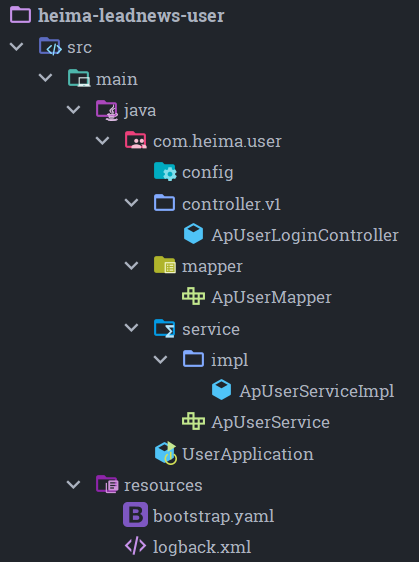 heima-leadnews-user
src
main
java
com.heima.user
config
controller.v1
ApUserLoginController
mapper
ApUserMapper
service
impl
ApUserServiceImpl
ApUserService
UserApplication
resources
B bootstrap.yaml
logback.xml